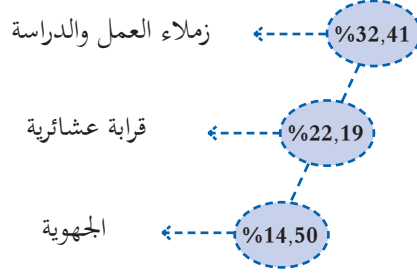 %32,41 زملاء العمل والدراسة
%22,19 قرابة عشائرية
%14,50 الجهوية